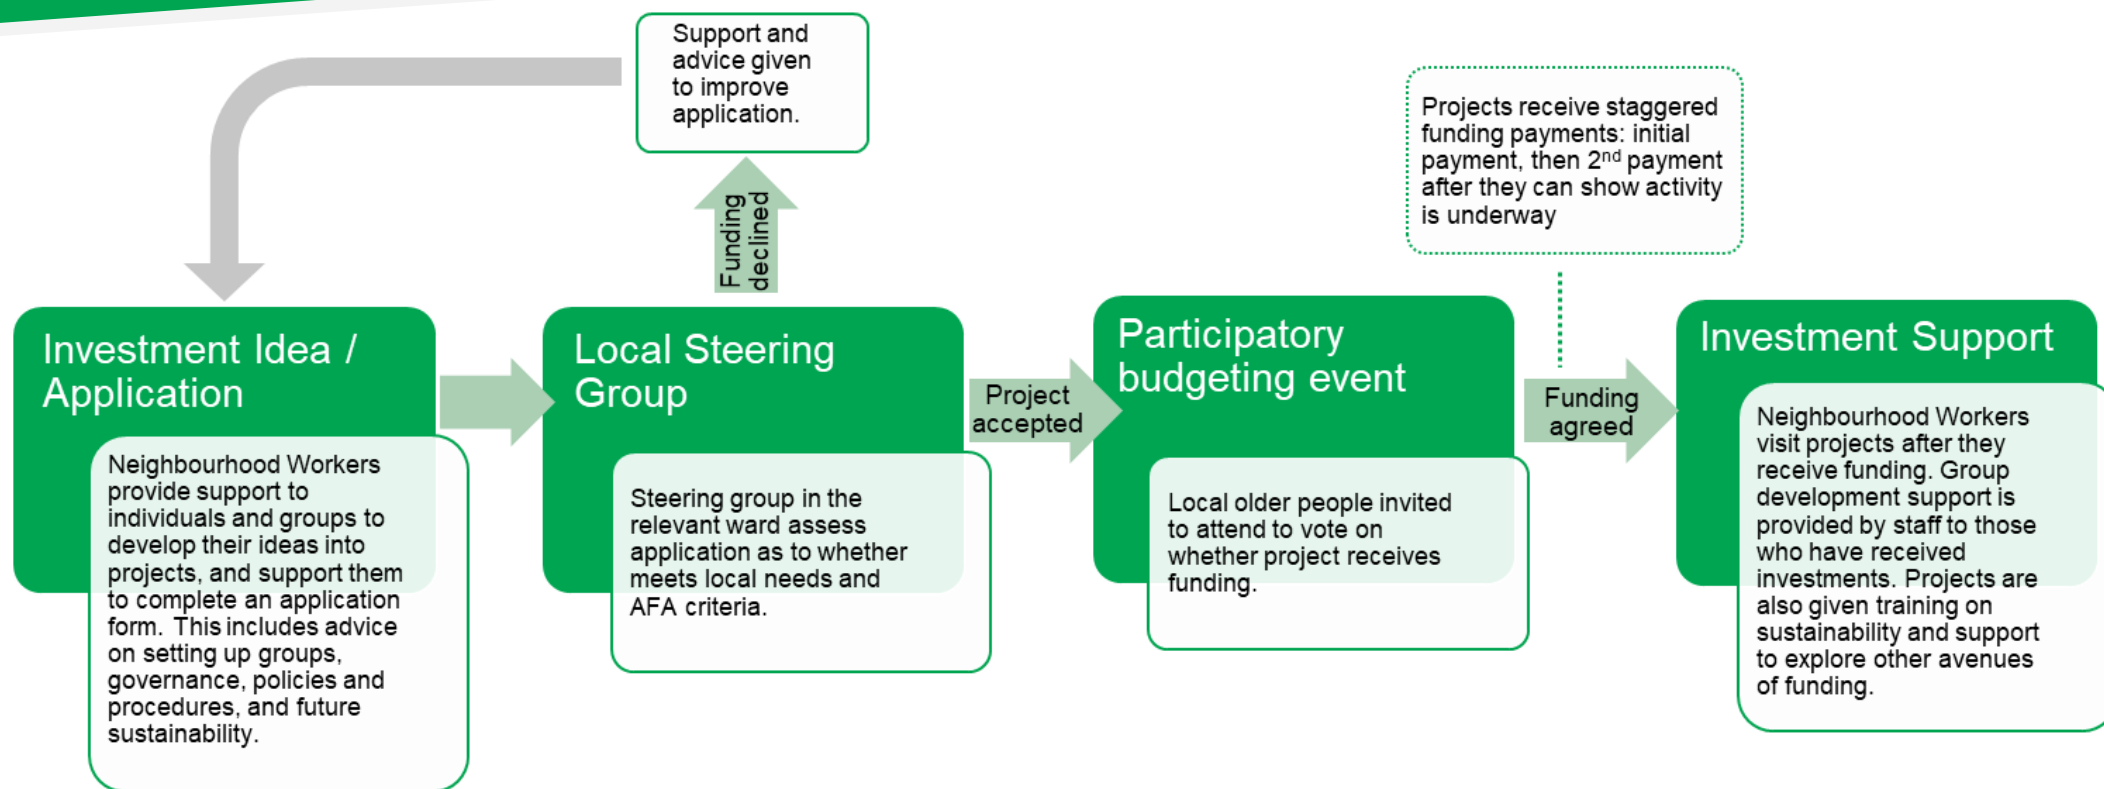 Support and
advice given
to improve
application.
Funding
declined
Projects receive staggered
funding payments: initial
payment, then 2nd payment
after they can show activity
is underway
Investment Idea /
Application
Neighbourhood Workers
provide support to
individuals and groups to
develop their ideas into
projects, and support them
to complete an application
form. This includes advice
on setting up groups,
governance, policies and
procedures, and future
sustainability.
Local Steering
Group
Steering group in the
relevant ward assess
application as to whether
meets local needs and
AFA criteria.
Project
accepted
Participatory
budgeting event
Local older people invited
to attend to vote on
whether project receives
funding.
Funding
agreed
Investment Support
Neighbourhood Workers
visit projects after they
receive funding. Group
development support is
provided by staff to those
who have received
investments. Projects are
also given training on
sustainability and support
to explore other avenues
of funding.